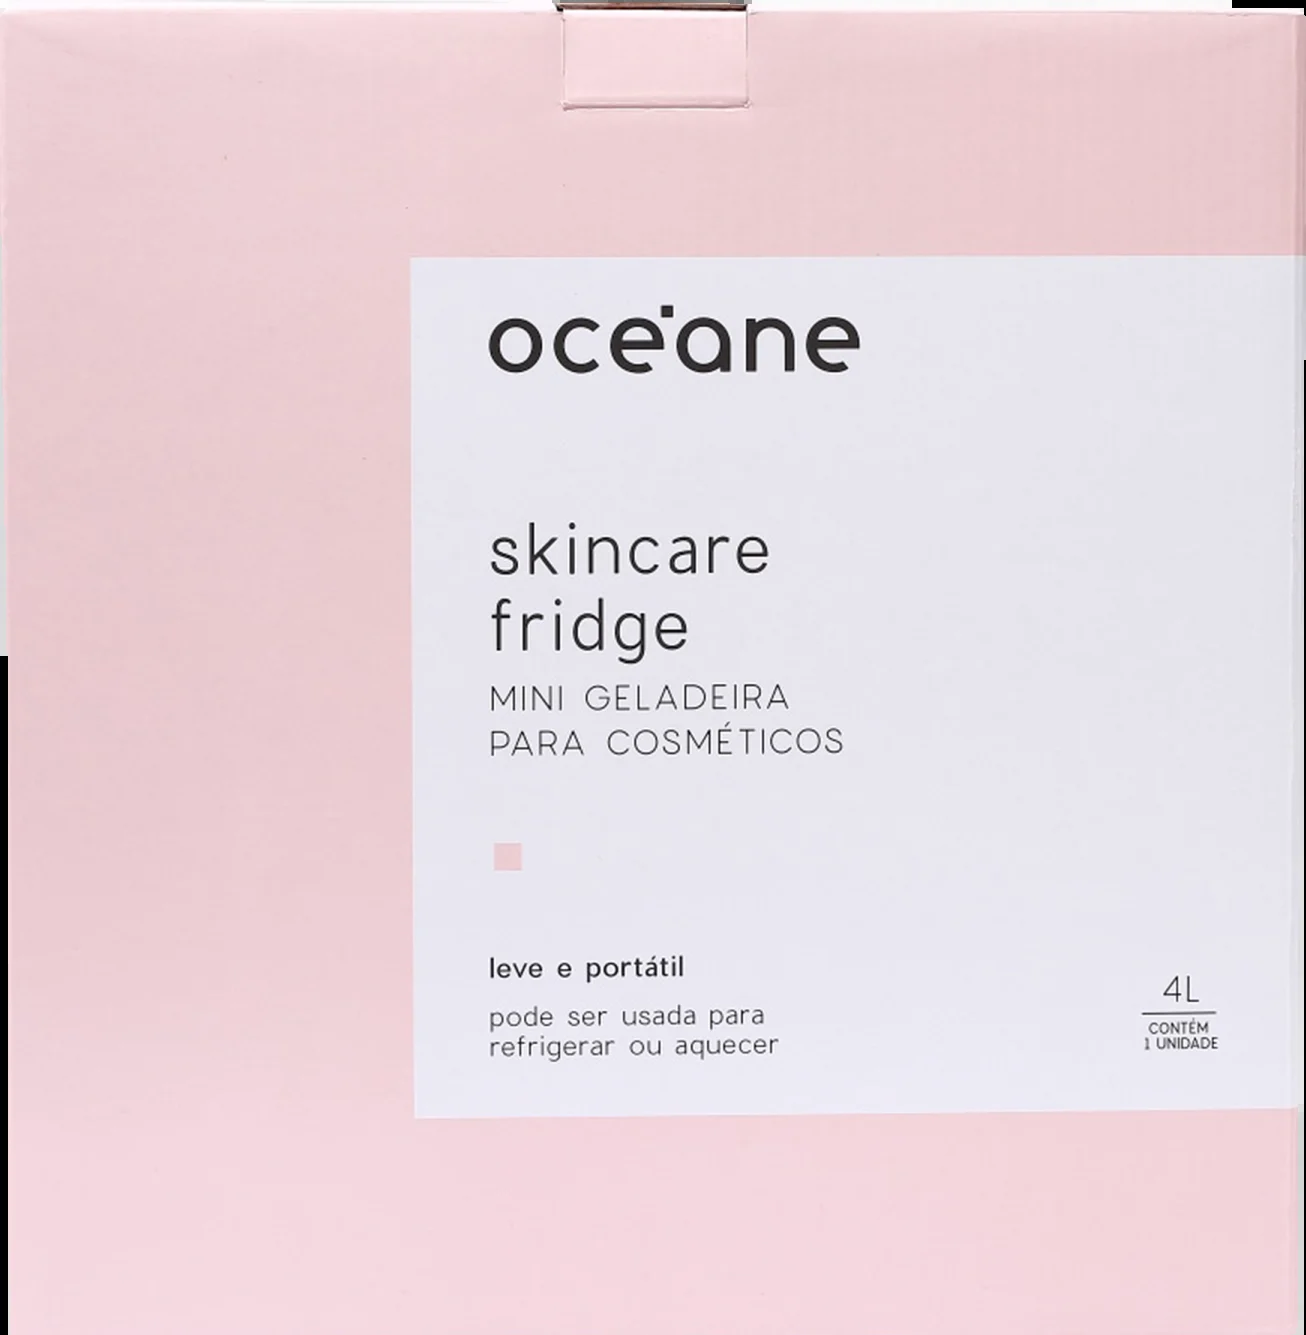 oceane
skincare
fridge
MINI GELADEIRA
PARA COSMÉTICOS
leve e portátil
pode ser usada para
refrigerar ou aquecer
4L
CONTÉM
1 UNIDADE